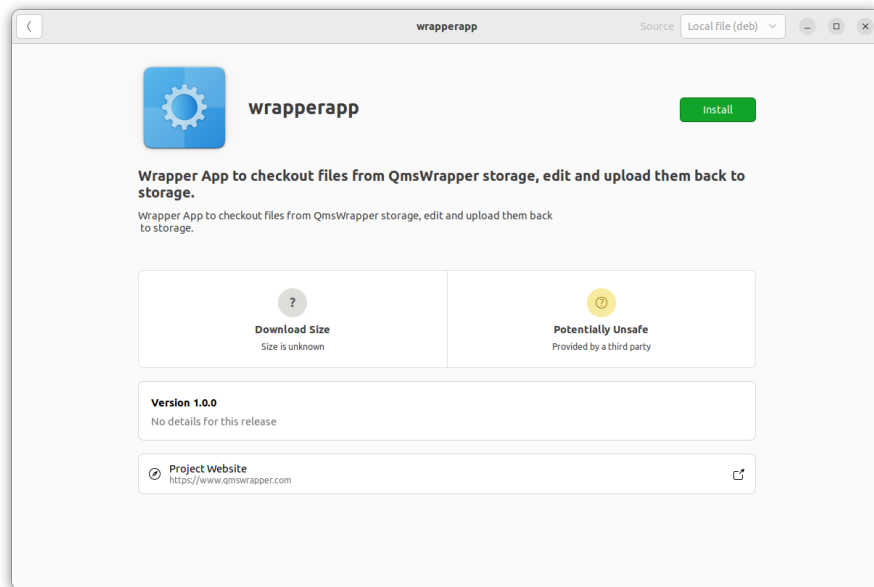 wrapperapp
Source Local file (deb)
wrapperapp
Install
Wrapper App to checkout files from QmsWrapper storage, edit and upload them back to
storage.
Wrapper App to checkout files from QmsWrapper storage, edit and upload them back
to storage.
?
Download Size
Size is unknown
?
Potentially Unsafe
Provided by a third party
Version 1.0.0
No details for this release
Project Website
https://www.qmswrapper.com